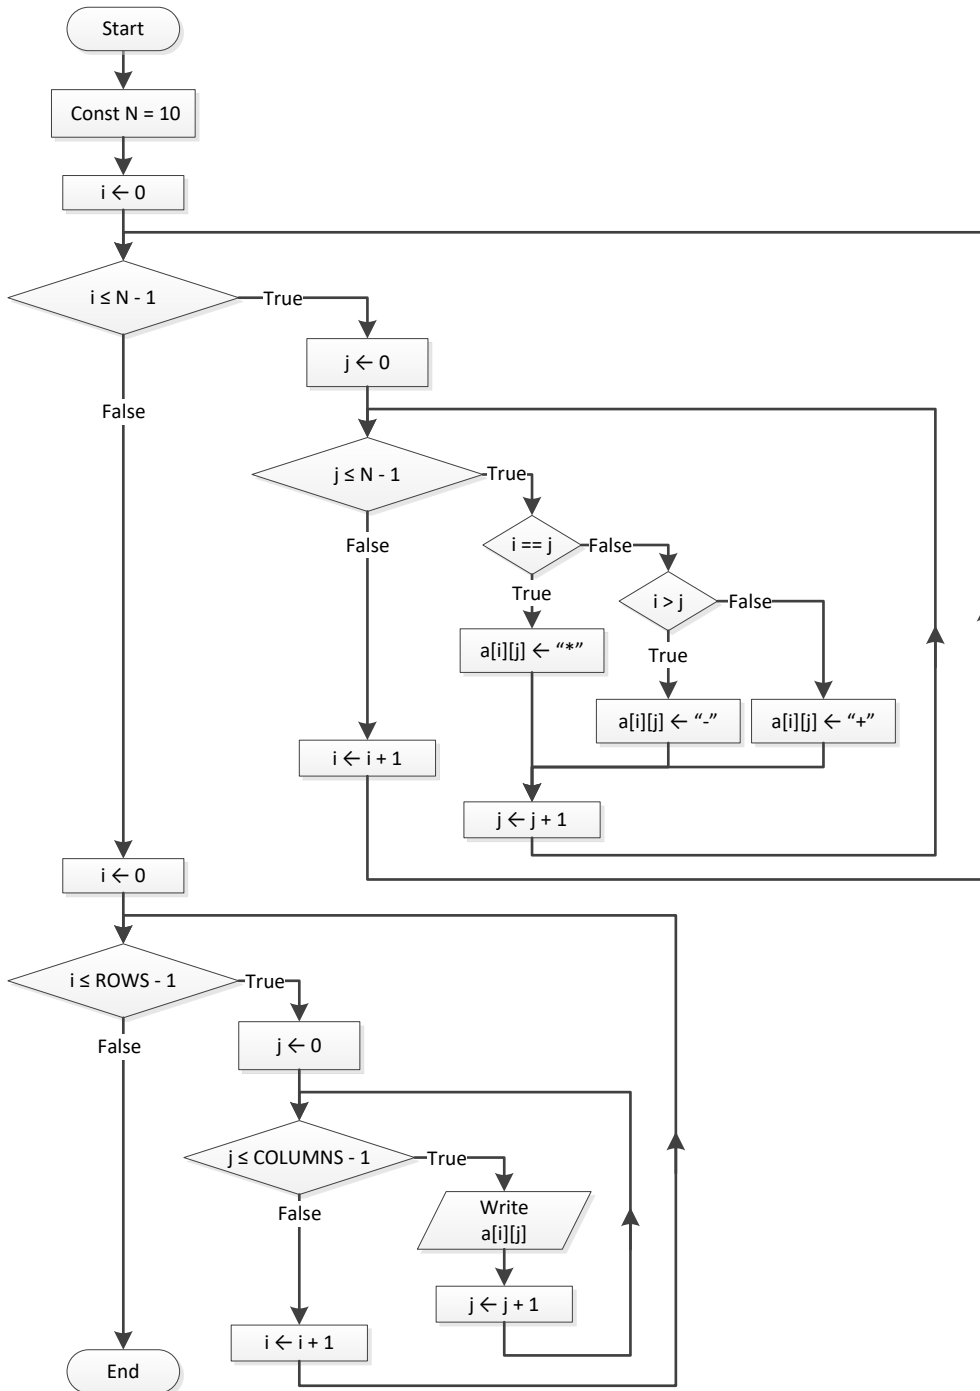 Start
Const N = 10
i ← 0
i ≤ N - 1
True
j ← 0
False
j ≤ N - 1
True
i == j
False
False
i > j
False
True
a[i][j] ← “*”
True
a[i][j] ← “-”
a[i][j] ← “+”
i ← i + 1
j ← j + 1
i ← 0
i ≤ ROWS - 1
True
False
j ← 0
j ≤ COLUMNS - 1
True
Write
a[i][j]
False
j ← j + 1
i ← i + 1
End